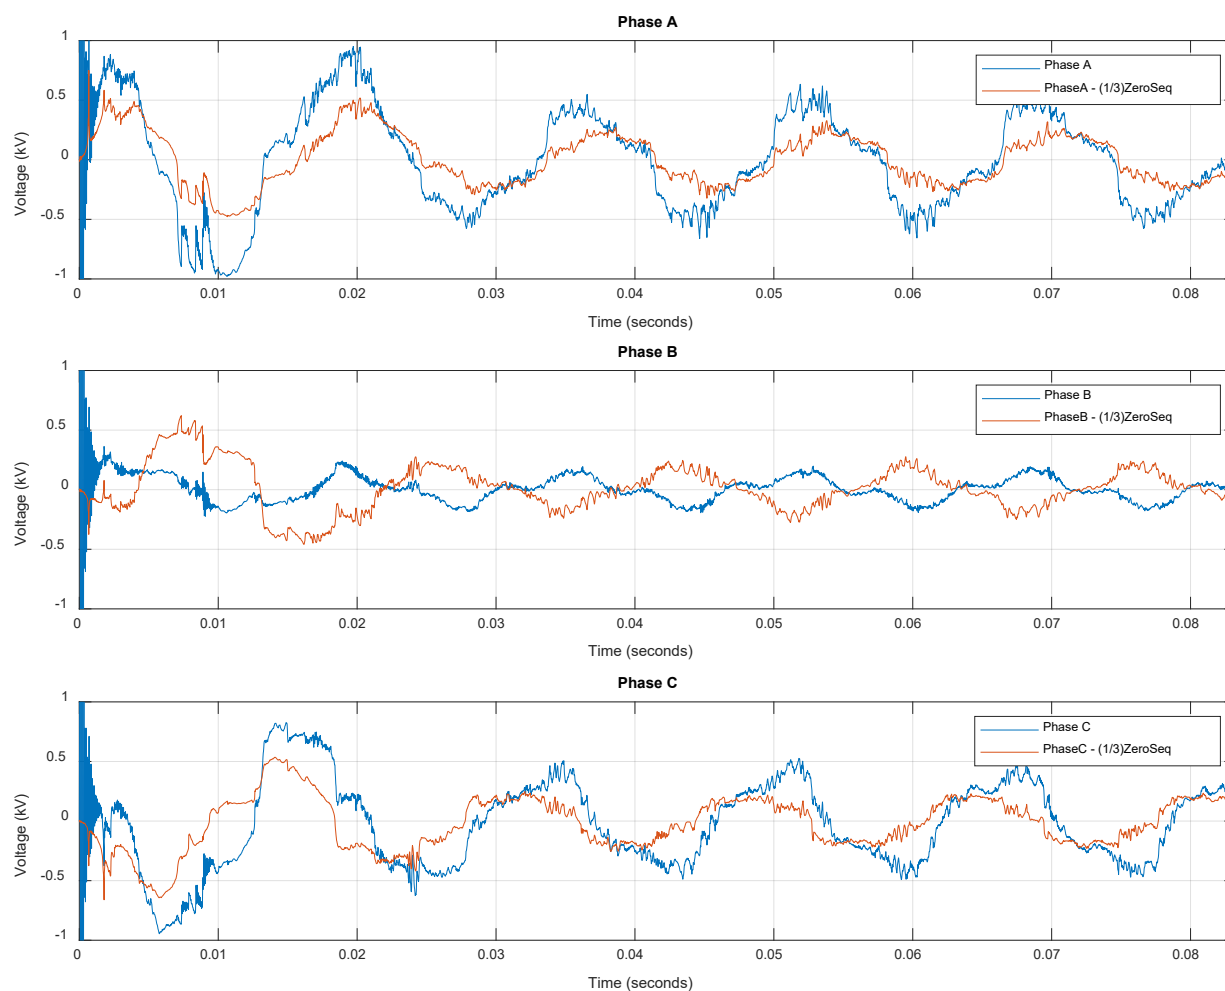 Phase A
1
0.5
0
-0.5
-1
Voltage (kV)
Phase A
PhaseA - (1/3)ZeroSeq
0 0.01 0.02 0.03 0.04 0.05 0.06 0.07 0.08
Time (seconds)
Phase B
1
0.5
0
-0.5
-1
Voltage (kV)
Phase B
PhaseB - (1/3)ZeroSeq
0 0.01 0.02 0.03 0.04 0.05 0.06 0.07 0.08
Time (seconds)
Phase C
1
0.5
0
-0.5
-1
Voltage (kV)
Phase C
PhaseC - (1/3)ZeroSeq
0 0.01 0.02 0.03 0.04 0.05 0.06 0.07 0.08
Time (seconds)